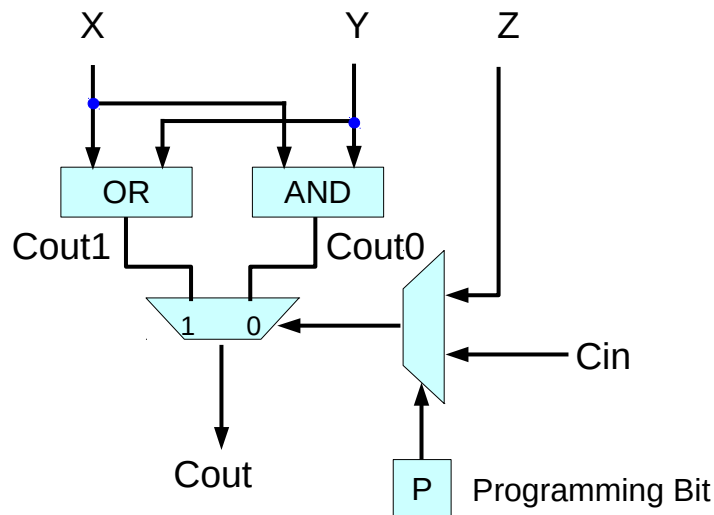 X Y Z
OR AND
Cout1 Cout0
1 0
Cin
Cout
P Programming Bit